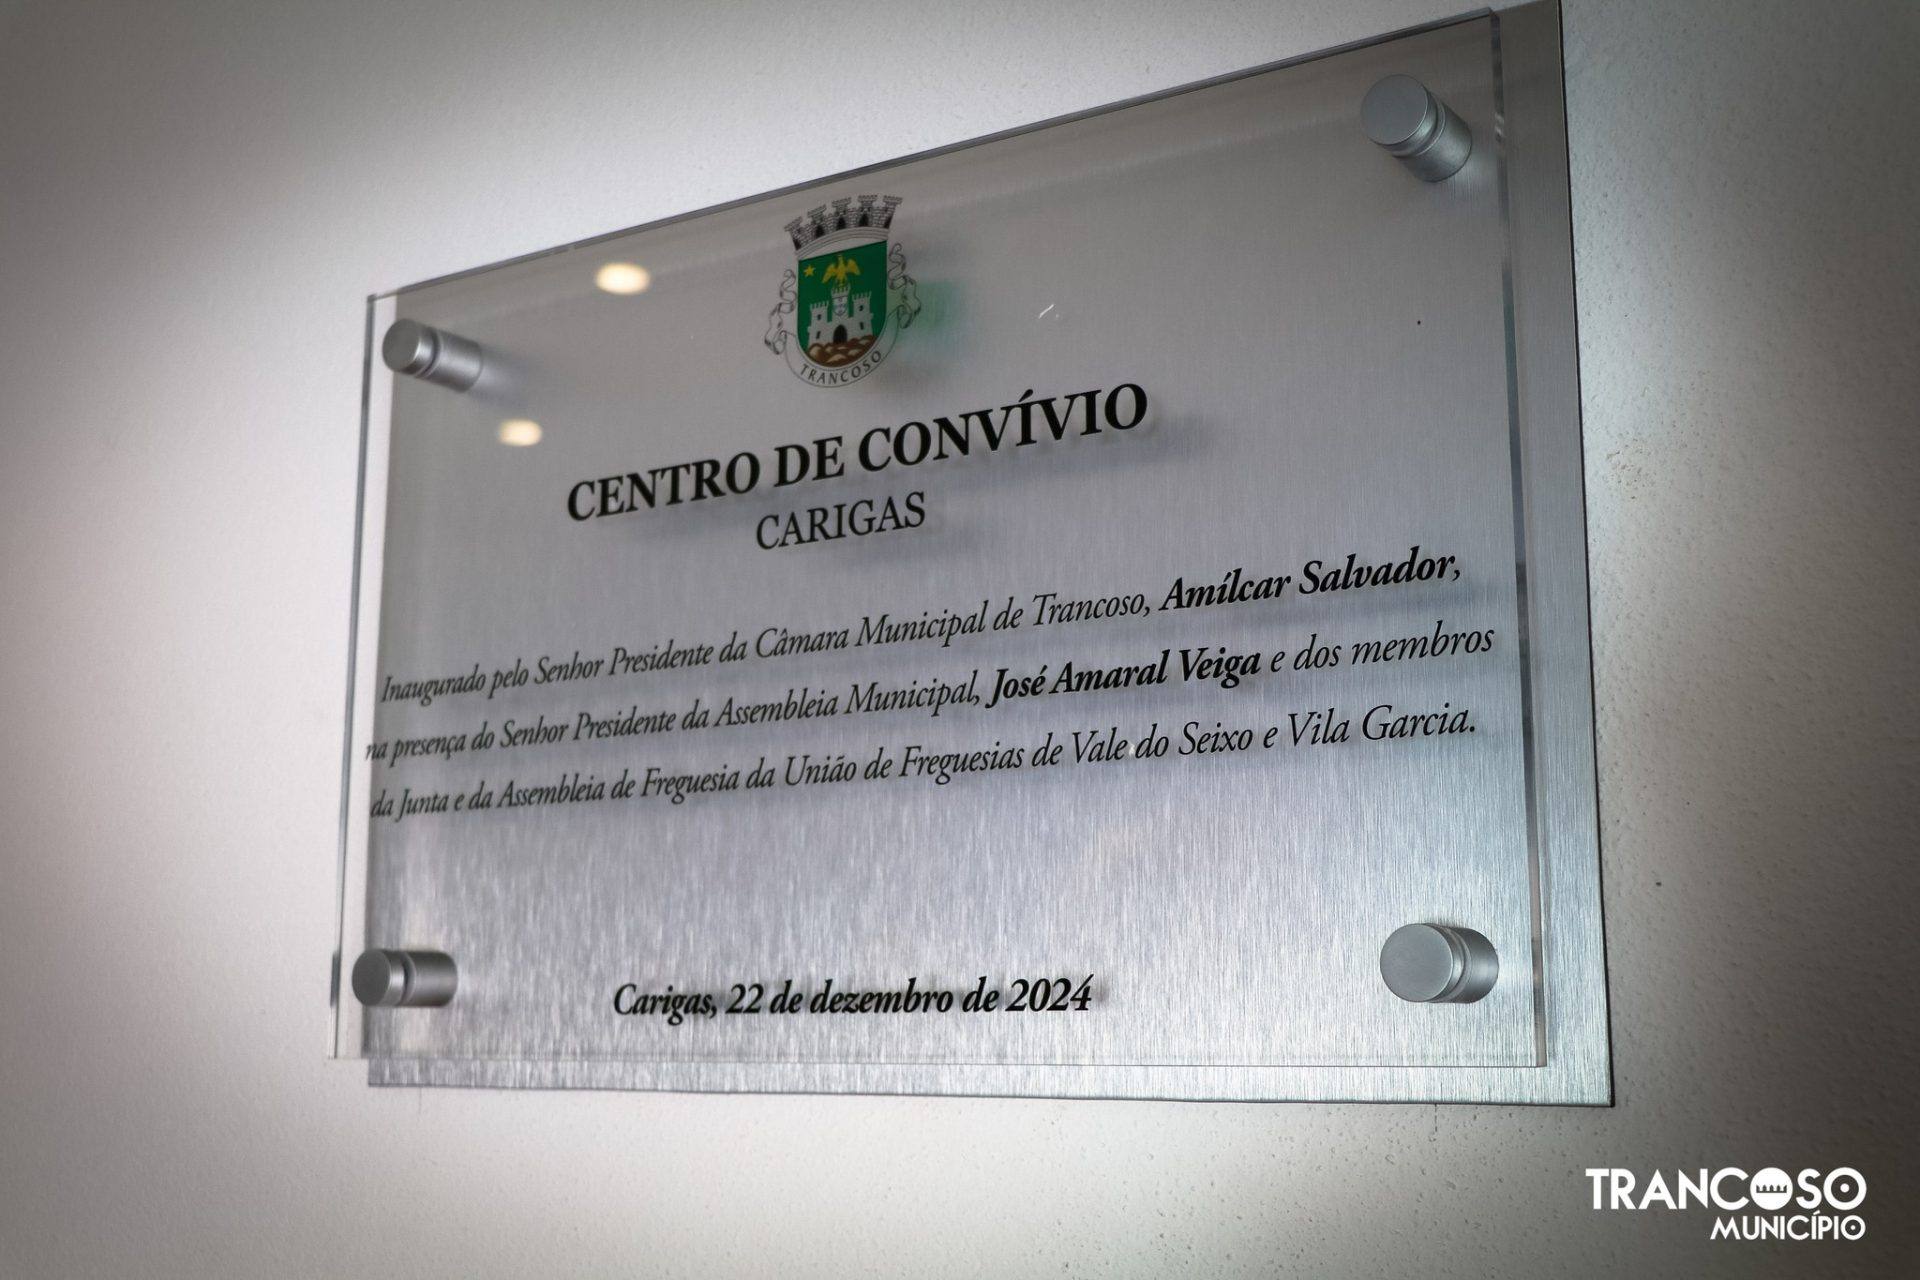 TRANCOSO
CENTRO DE CONVÍVIO
CARIGAS
Inaugurado pelo Senhor Presidente da Câmara Municipal de Trancoso, Amílcar Salvador,
na presença do Senhor Presidente da Assembleia Municipal, José Amaral Veiga e dos membros
da Junta e da Assembleia de Freguesia da União de Freguesias de Vale do Seixo e Vila Garcia.
Carigas, 22 de dezembro de 2024
TRANCOSO
MUNICÍPIO